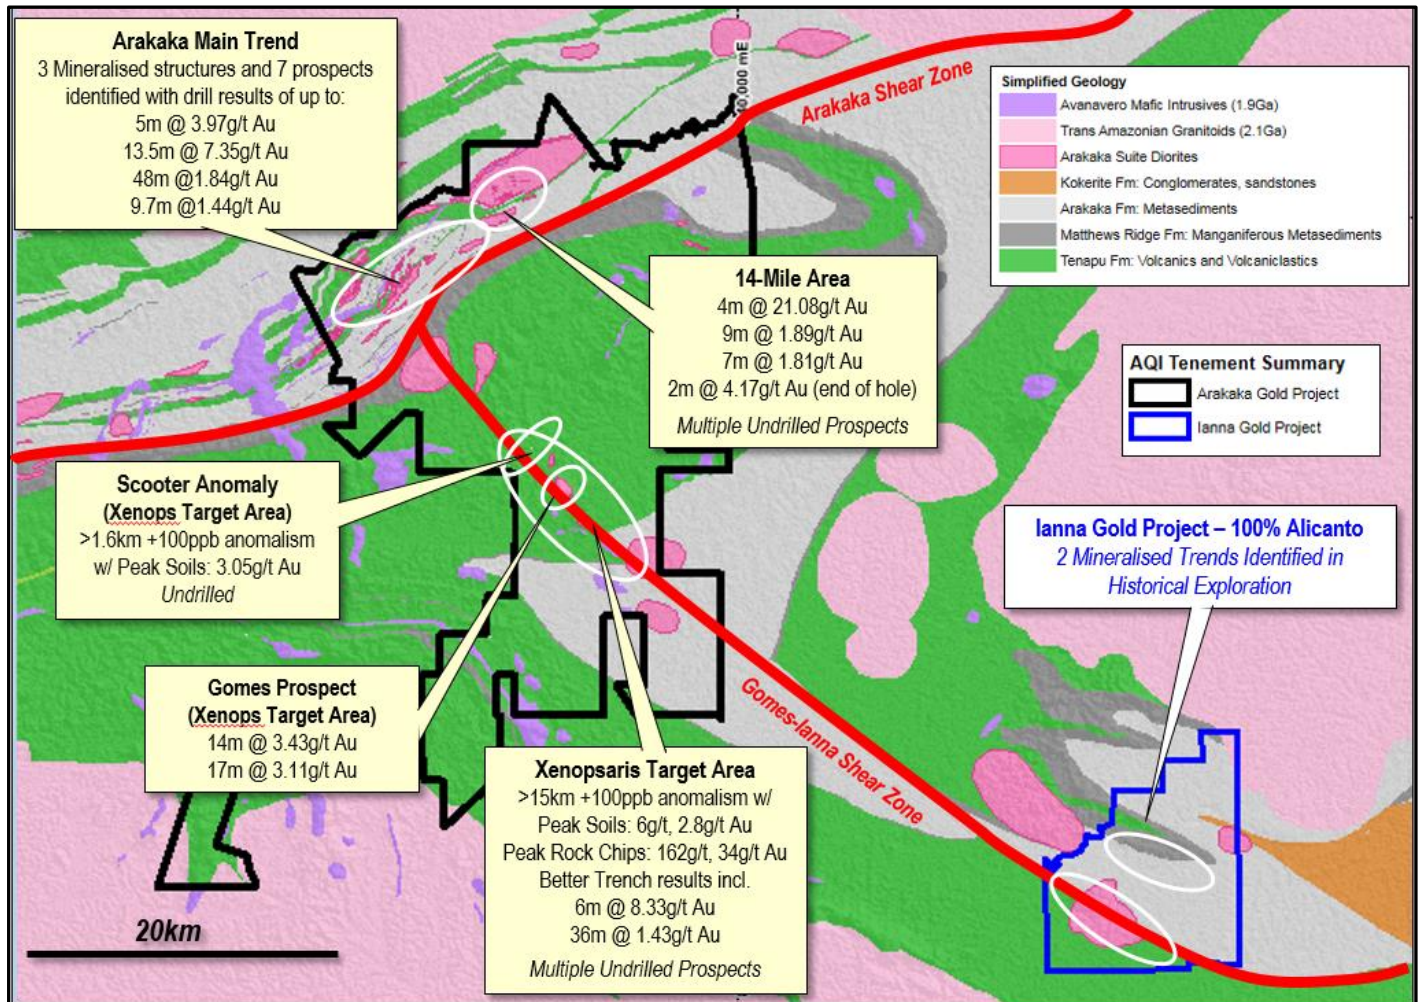 Arakaka Main Trend
3 Mineralised structures and 7 prospects
identified with drill results of up to:
5m @ 3.97g/t Au
13.5m @ 7.35g/t Au
48m @1.84g/t Au
9.7m @1.44g/t Au
Arakaka Shear Zone
Simplified Geology
Avanavero Mafic Intrusives (1.9Ga)
Trans Amazonian Granitoids (2.1Ga)
Arakaka Suite Diorites
Kokerite Fm: Conglomerates, sandstones
Arakaka Fm: Metasediments
Matthews Ridge Fm: Manganiferous Metasediments
Tenapu Fm: Volcanics and Volcaniclastics
14-Mile Area
4m @ 21.08g/t Au
9m @ 1.89g/t Au
7m @ 1.81g/t Au
2m @ 4.17g/t Au (end of hole)
Multiple Undrilled Prospects
AQI Tenement Summary
Arakaka Gold Project
Ianna Gold Project
Scooter Anomaly
(Xenops Target Area)
>1.6km +100ppb anomalism
w/ Peak Soils: 3.05g/t Au
Undrilled
Ianna Gold Project – 100% Alicanto
2 Mineralised Trends Identified in
Historical Exploration
Gomes Prospect
(Xenops Target Area)
14m @ 3.43g/t Au
17m @ 3.11g/t Au
Gomes-Ianna Shear Zone
Xenopsaris Target Area
>15km +100ppb anomalism w/
Peak Soils: 6g/t, 2.8g/t Au
Peak Rock Chips: 162g/t, 34g/t Au
Better Trench results incl.
6m @ 8.33g/t Au
36m @ 1.43g/t Au
Multiple Undrilled Prospects
20km